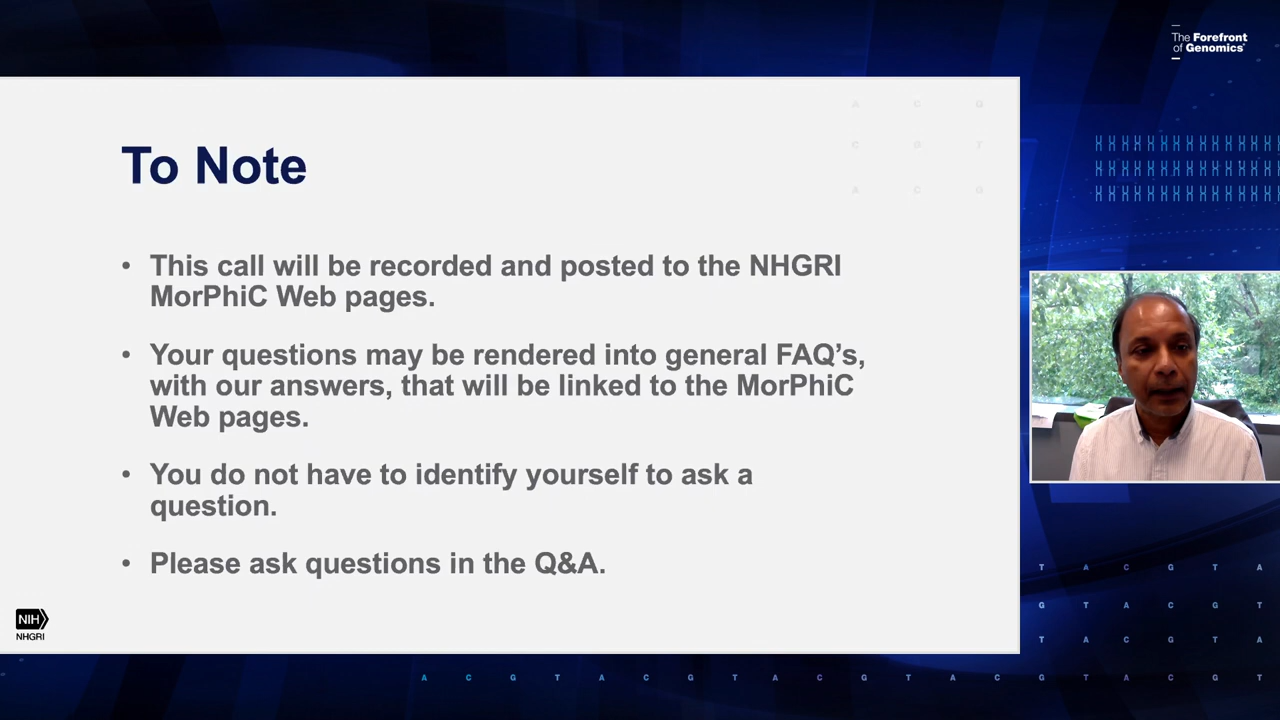 The Forefront
of Genomics®
A C G
C G T
A C G
To Note
• This call will be recorded and posted to the NHGRI
MorPhiC Web pages.
• Your questions may be rendered into general FAQ’s,
with our answers, that will be linked to the MorPhiC
Web pages.
• You do not have to identify yourself to ask a
question.
• Please ask questions in the Q&A.
NIH
NHGRI
T A C G T A
G T A C G T
T A C G T A
A C G T A C G T A C G T A C G T A C G T